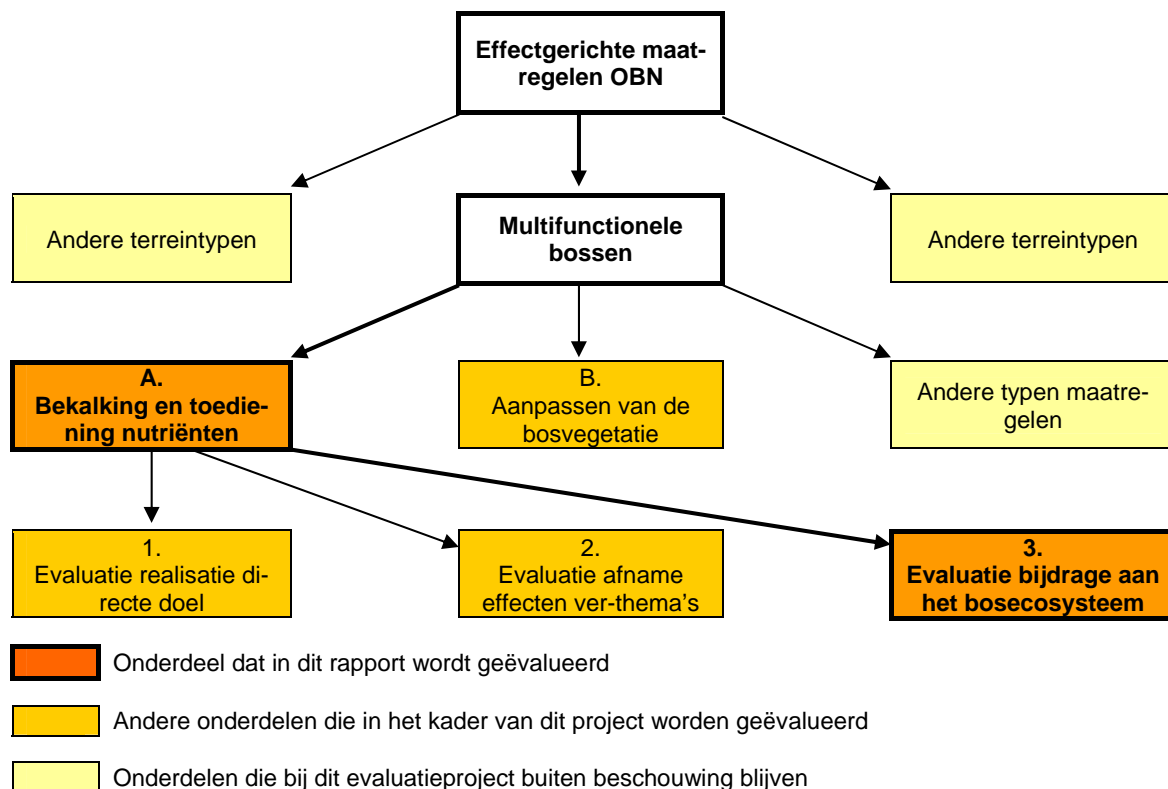 Effectgerichte maat-
regelen OBN
Andere terreintypen
Multifunctionele
bossen
Andere terreintypen
A.
Bekalking en toedie-
ning nutriënten
B.
Aanpassen van de
bosvegetatie
Andere typen maatre-
gelen
1.
Evaluatie realisatie di-
recte doel
2.
Evaluatie afname
effecten ver-thema's
3.
Evaluatie bijdrage aan
het bosecosysteem
Onderdeel dat in dit rapport wordt geëvalueerd
Andere onderdelen die in het kader van dit project worden geëvalueerd
Onderdelen die bij dit evaluatieproject buiten beschouwing blijven